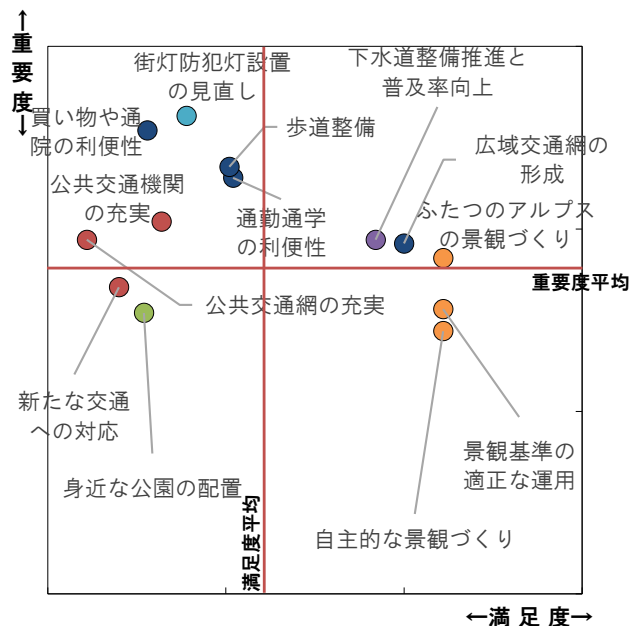 ↑
重
要
度
↓
街灯防犯灯設置
の見直し
下水道整備推進と
普及率向上
買い物や通
院の利便性
歩道整備
広域交通網の
形成
公共交通機関
の充実
通勤通学
の利便性
ふたつのアルプス
の景観づくり
重要度平均
公共交通網の充実
新たな交通
への対応
景観基準の
適正な運用
身近な公園の配置
満足度平均
自主的な景観づくり
←満 足 度→